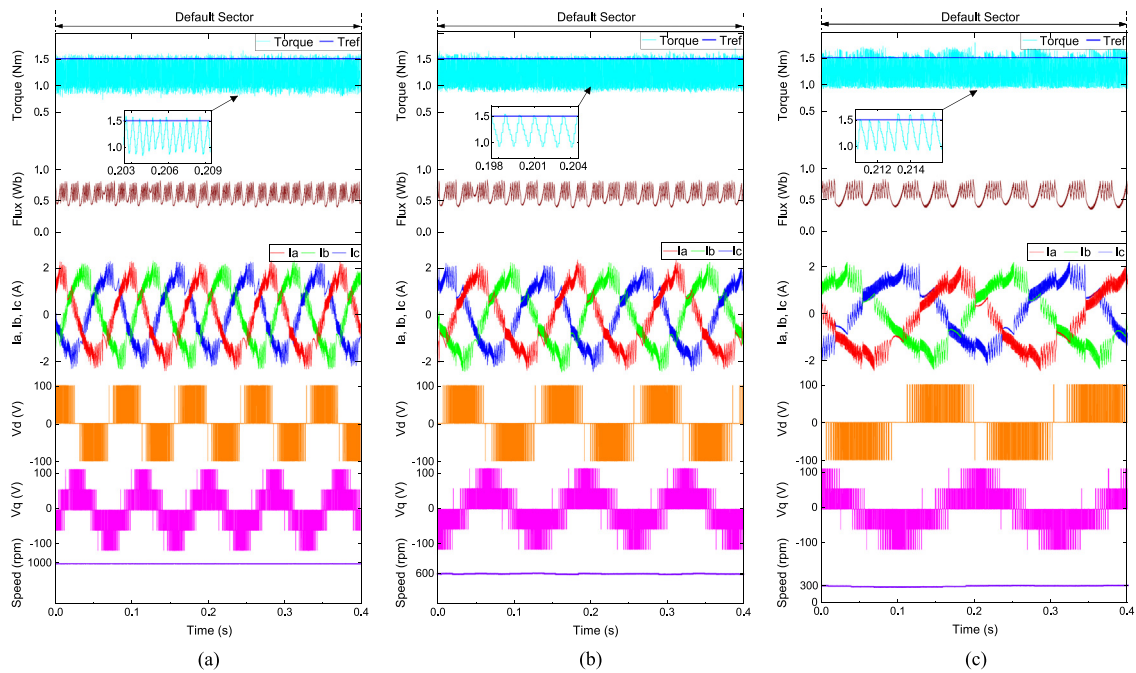 Default Sector
Torque Tref
Torque (Nm)
1.5
1.0
0.5
1.5
1.0
0.203 0.206 0.209
Flux (Wb)
1.0
0.5
0.0
Ia Ib Ic
Ia, Ib, Ic (A)
2
0
-2
Vd (V)
100
0
-100
Vq (V)
100
0
-100
Speed (rpm)
1000
0.0 0.1 0.2 0.3 0.4
Time (s)
(a)
Default Sector
Torque Tref
Torque (Nm)
1.5
1.0
0.5
1.5
1.0
0.198 0.201 0.204
Flux (Wb)
1.0
0.5
0.0
Ia Ib Ic
Ia, Ib, Ic (A)
2
0
-2
Vd (V)
100
0
-100
Vq (V)
100
0
-100
Speed (rpm)
600
0.0 0.1 0.2 0.3 0.4
Time (s)
(b)
Default Sector
Torque Tref
Torque (Nm)
1.5
1.0
0.5
1.5
1.0
0.212 0.214
Flux (Wb)
1.0
0.5
0.0
Ia Ib Ic
Ia, Ib, Ic (A)
2
0
-2
Vd (V)
100
0
-100
Vq (V)
100
0
-100
Speed (rpm)
300
0
0.0 0.1 0.2 0.3 0.4
Time (s)
(c)